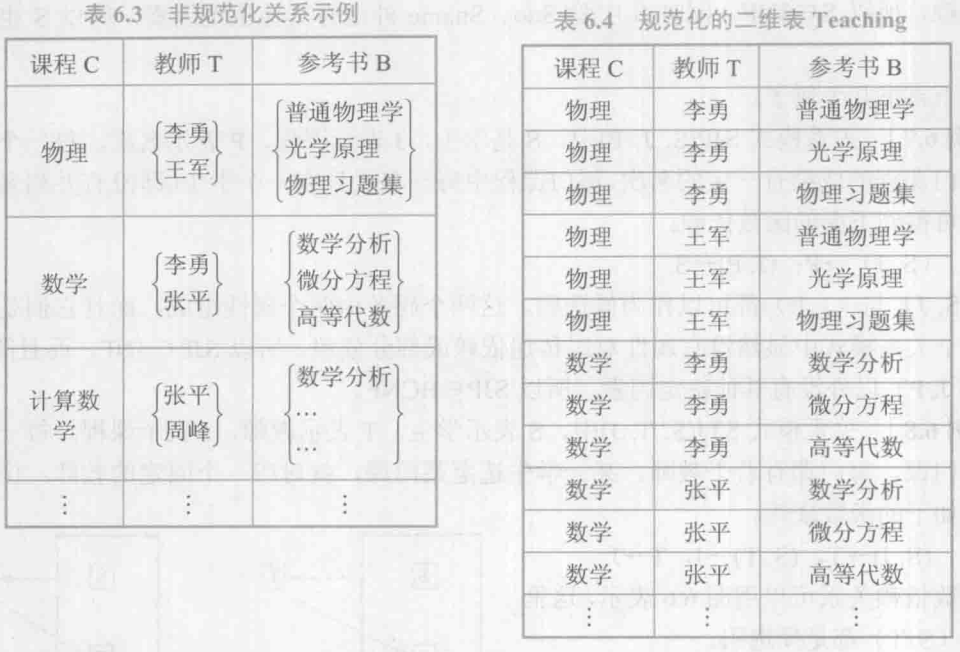 表 6.3 非规范化关系示例
课程 C 教师 T 参考书 B
物理 李勇 王军 普通物理学 光学原理 物理习题集
数学 李勇 张平 数学分析 微分方程 高等代数
计算数学 张平 周峰 数学分析 … …
⋮ ⋮ ⋮
表 6.4 规范化的二维表 Teaching
课程 C 教师 T 参考书 B
物理 李勇 普通物理学
物理 李勇 光学原理
物理 李勇 物理习题集
物理 王军 普通物理学
物理 王军 光学原理
物理 王军 物理习题集
数学 李勇 数学分析
数学 李勇 微分方程
数学 李勇 高等代数
数学 张平 数学分析
数学 张平 微分方程
数学 张平 高等代数
⋮ ⋮ ⋮